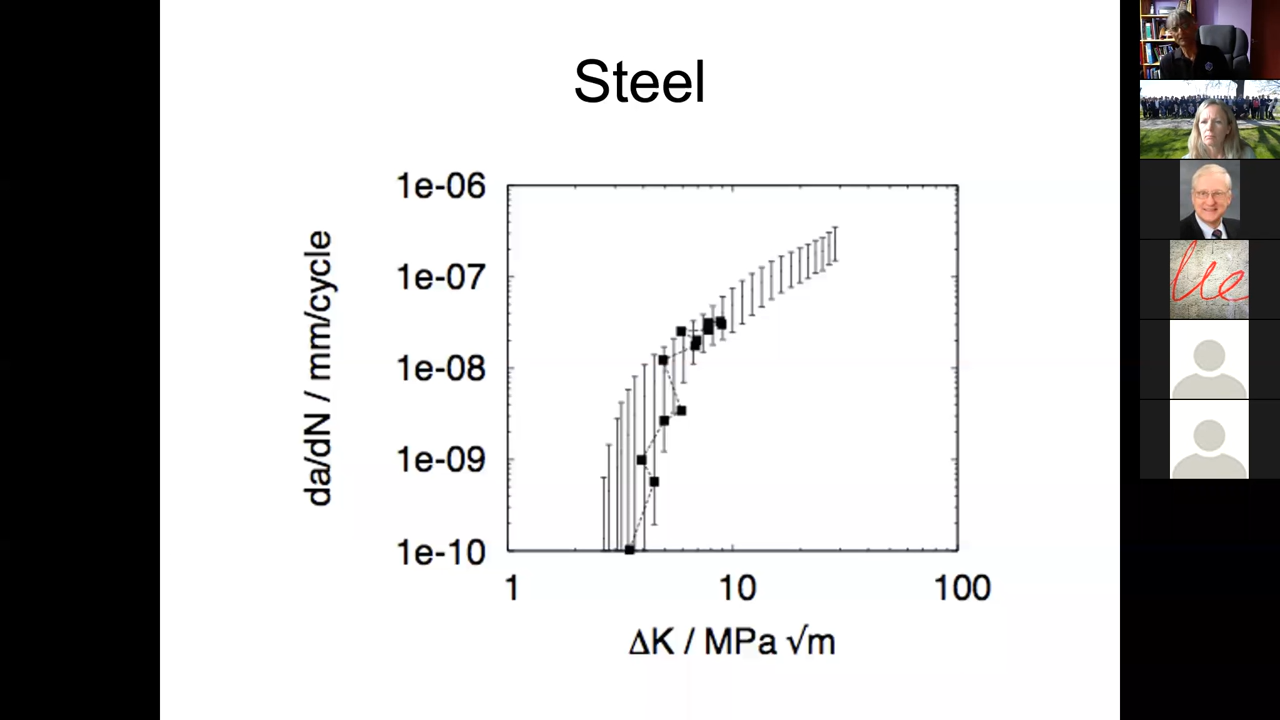 Steel
1e-06
1e-07
1e-08
1e-09
1e-10
da/dN / mm/cycle
1
10
100
ΔK / MPa √m